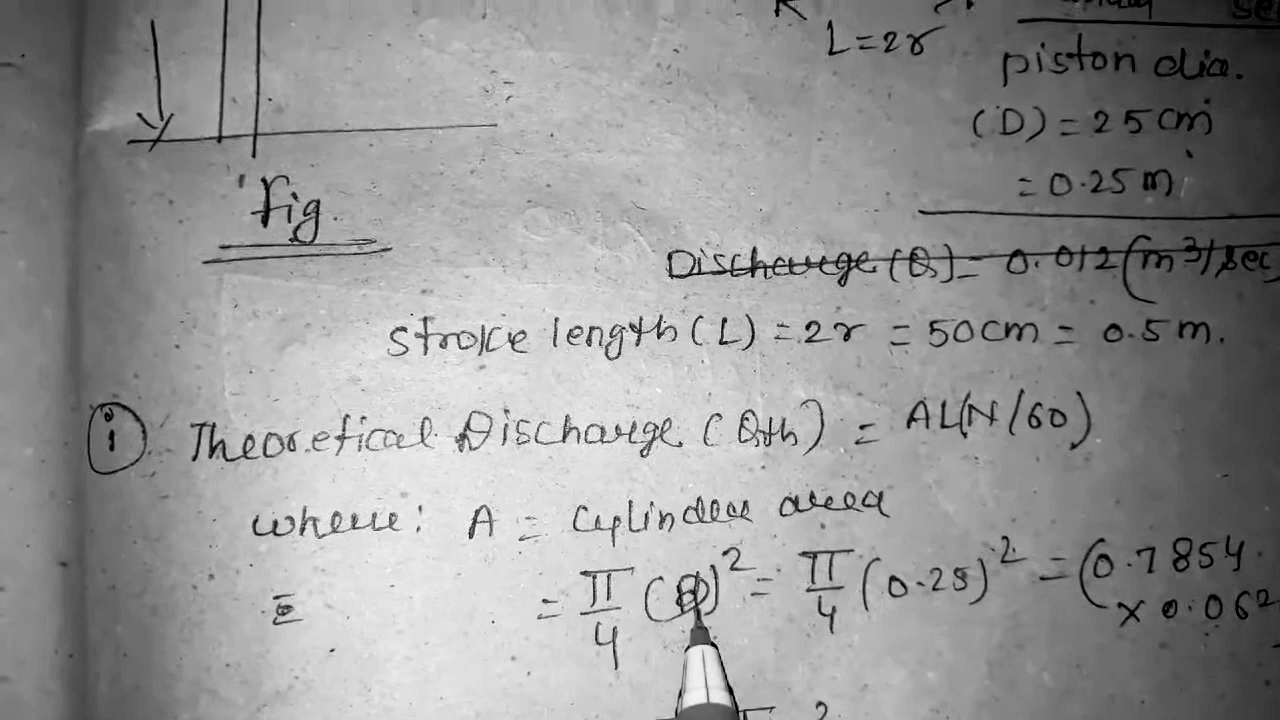 L=2r
piston dia.
(D) = 25 cm
= 0.25 m
Fig.
Discharge (Q) = 0.012 (m³/sec
stroke length (L) = 2r = 50cm = 0.5 m.
i Theoretical Discharge (Qth) = AL(N/60)
where: A = Cylinder area
= π/4 (D)² = π/4 (0.25)² = (0.7854
× 0.062